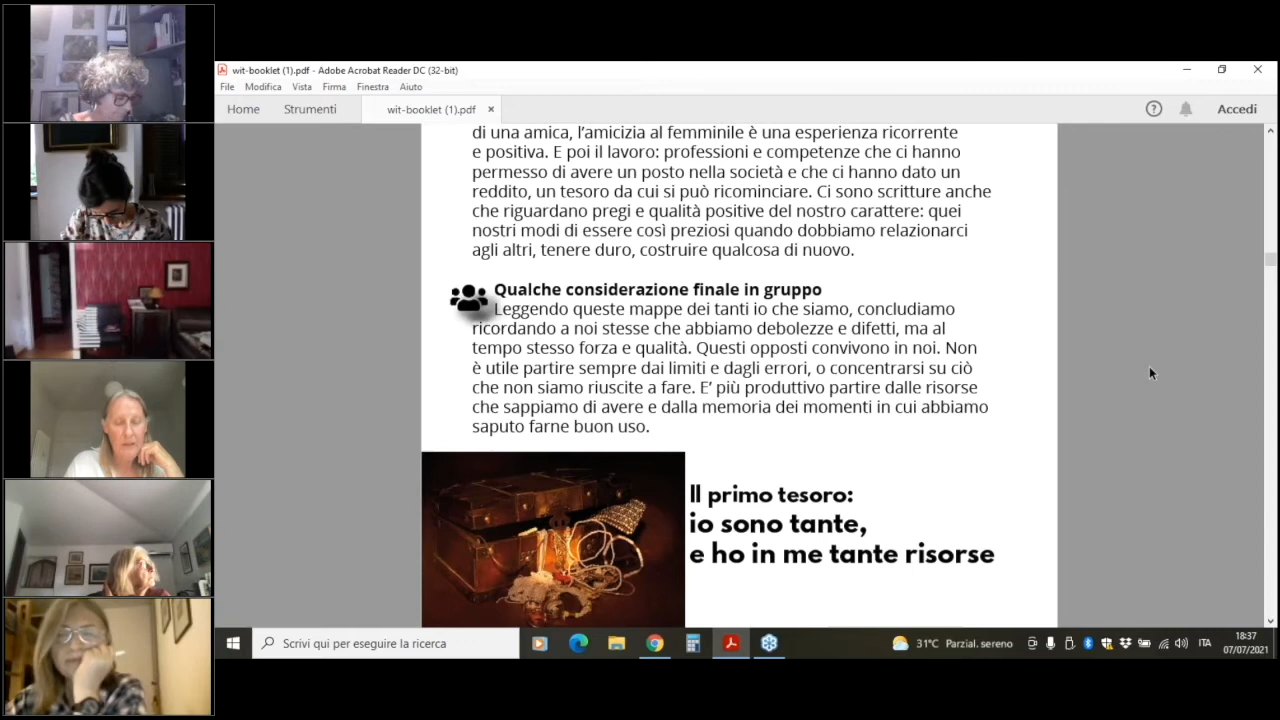 wit-booklet (1).pdf - Adobe Acrobat Reader DC (32-bit)
File Modifica Vista Firma Finestra Aiuto
Home Strumenti wit-booklet (1).pdf × Accedi
di una amica, l’amicizia al femminile è una esperienza ricorrente
e positiva. E poi il lavoro: professioni e competenze che ci hanno
permesso di avere un posto nella società e che ci hanno dato un
reddito, un tesoro da cui si può ricominciare. Ci sono scritture anche
che riguardano pregi e qualità positive del nostro carattere: quei
nostri modi di essere così preziosi quando dobbiamo relazionarci
agli altri, tenere duro, costruire qualcosa di nuovo.
Qualche considerazione finale in gruppo
Leggendo queste mappe dei tanti io che siamo, concludiamo
ricordando a noi stesse che abbiamo debolezze e difetti, ma al
tempo stesso forza e qualità. Questi opposti convivono in noi. Non
è utile partire sempre dai limiti e dagli errori, o concentrarsi su ciò
che non siamo riuscite a fare. E’ più produttivo partire dalle risorse
che sappiamo di avere e dalla memoria dei momenti in cui abbiamo
saputo farne buon uso.
Il primo tesoro:
io sono tante,
e ho in me tante risorse
Scrivi qui per eseguire la ricerca
31°C Parzial. sereno
ITA
18:37
07/07/2021